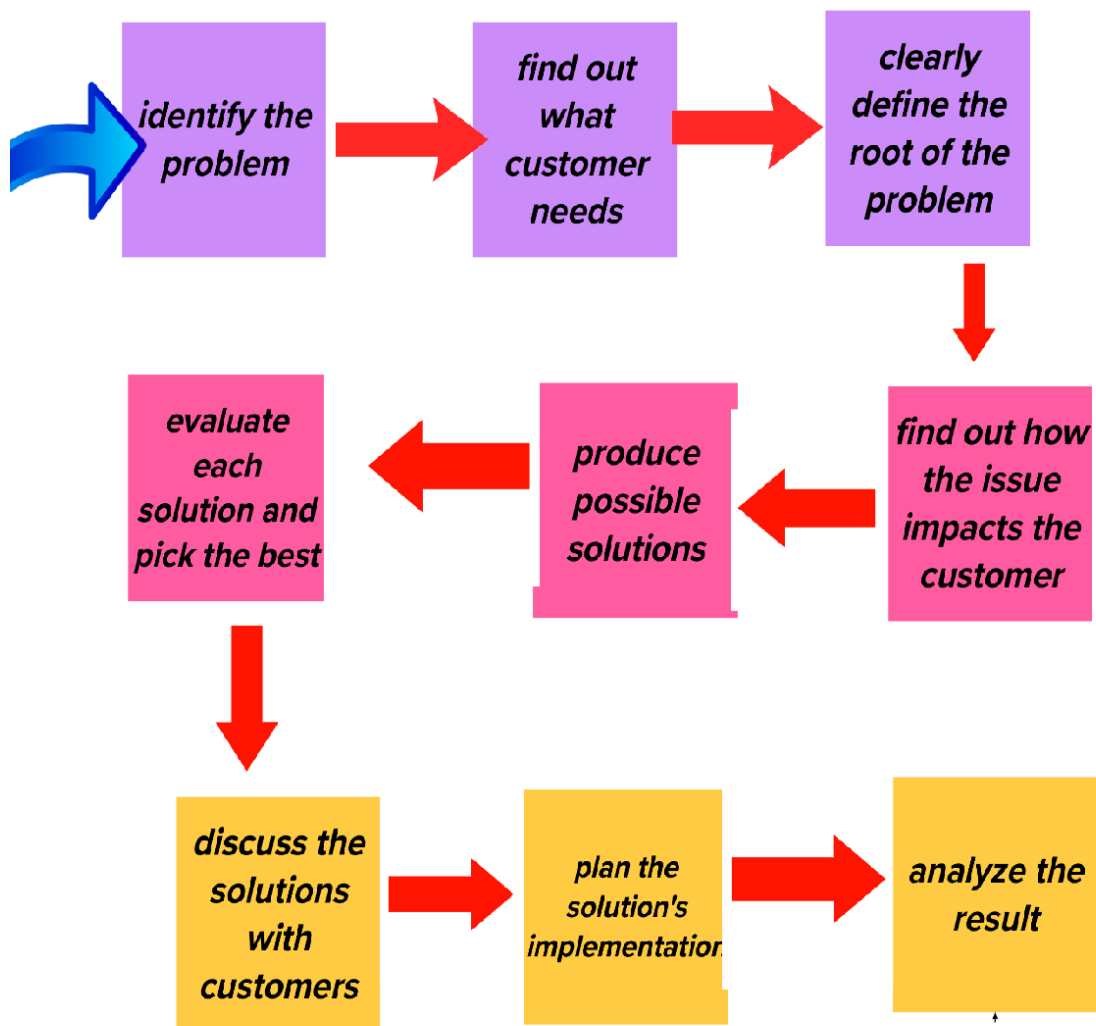 identify the
problem
find out
what
customer
needs
clearly
define the
root of the
problem
find out how
the issue
impacts the
customer
produce
possible
solutions
evaluate
each
solution and
pick the best
discuss the
solutions
with
customers
plan the
solution's
implementation
analyze the
result